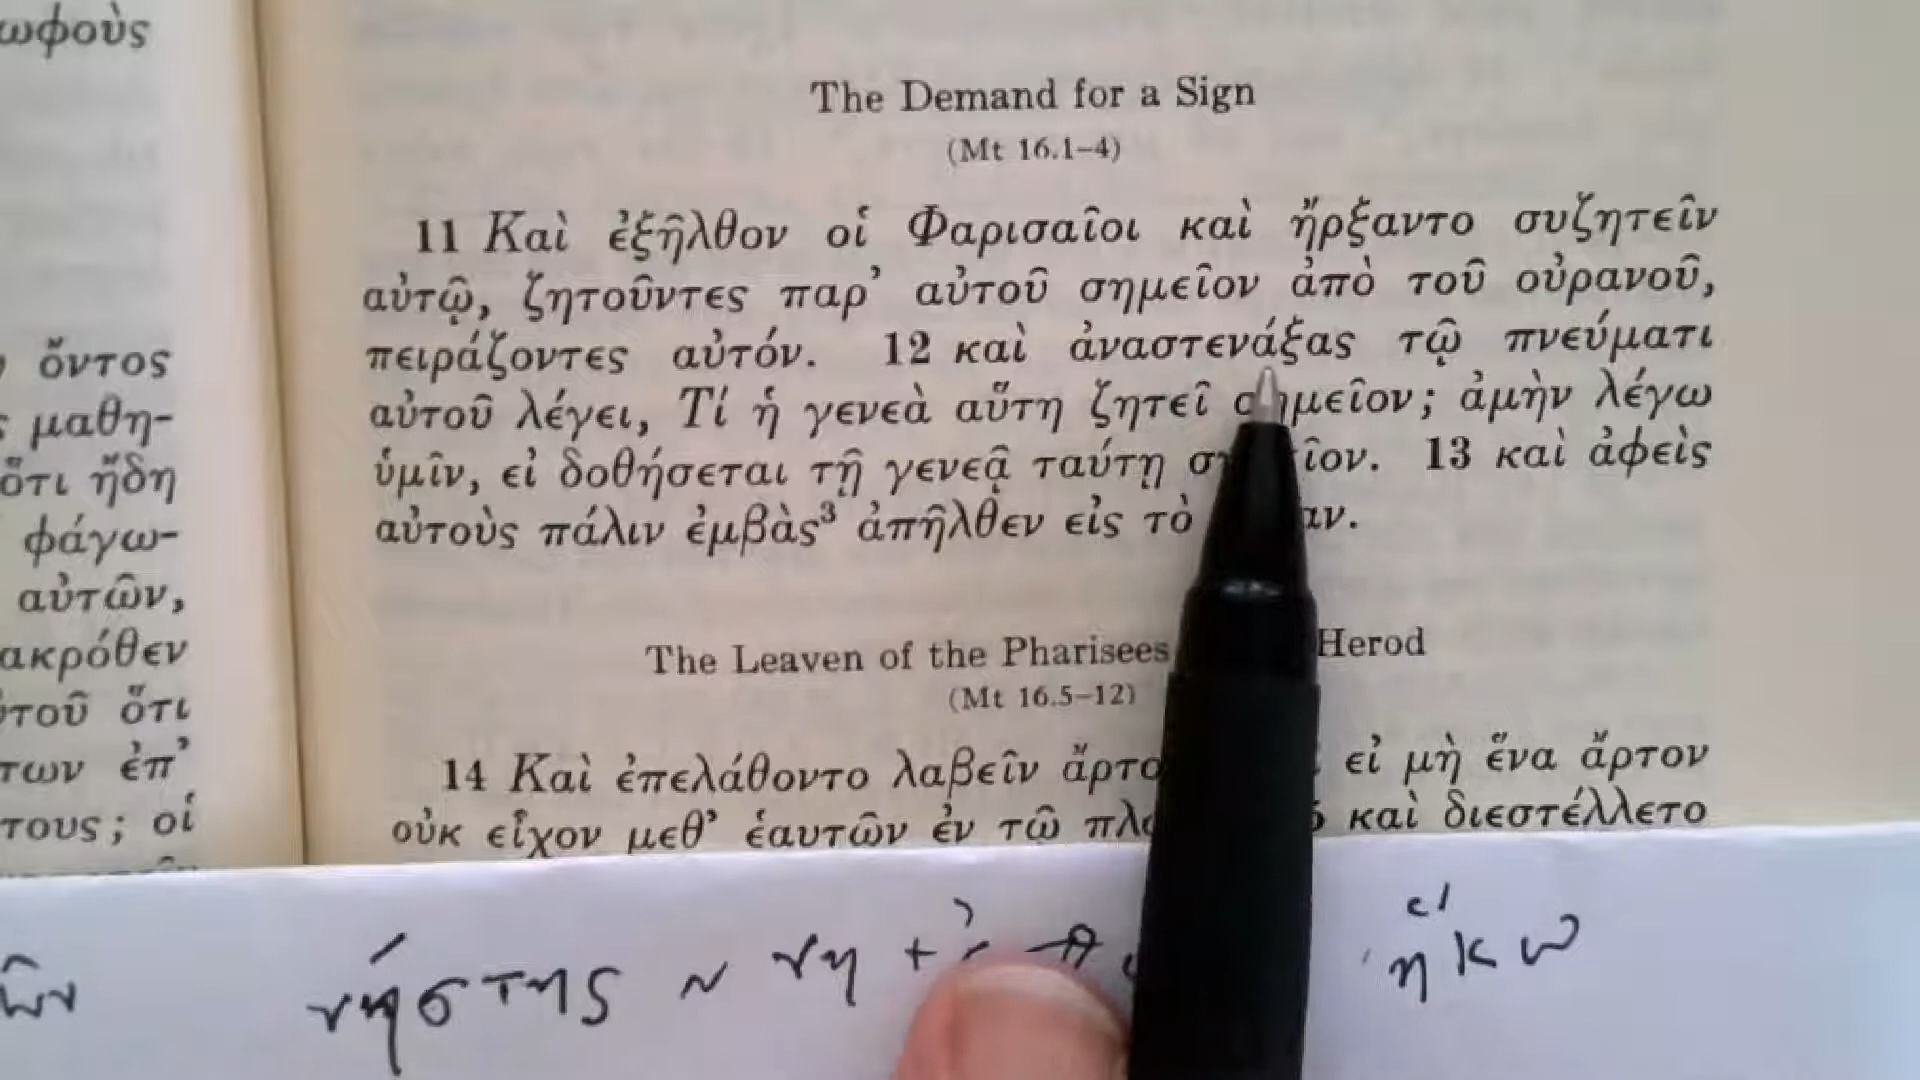 ωφοὺς
ὄντος
μαθη-
ὅτι ἤδη
φάγω-
αὐτῶν,
ακρόθεν
ὅτι
των ἐπ’
τους; οἱ
The Demand for a Sign
(Mt 16.1–4)
11 Καὶ ἐξῆλθον οἱ Φαρισαῖοι καὶ ἤρξαντο συζητεῖν
αὐτῷ, ζητοῦντες παρ’ αὐτοῦ σημεῖον ἀπὸ τοῦ οὐρανοῦ,
πειράζοντες αὐτόν. 12 καὶ ἀναστενάξας τῷ πνεύματι
αὐτοῦ λέγει, Τί ἡ γενεὰ αὕτη ζητεῖ σημεῖον; ἀμὴν λέγω
ὑμῖν, εἰ δοθήσεται τῇ γενεᾷ ταύτῃ 13 καὶ ἀφεὶς
αὐτοὺς πάλιν ἐμβὰς³ ἀπῆλθεν εἰς τὸ
The Leaven of the Pharisees Herod
(Mt 16.5–12)
14 Καὶ ἐπελάθοντο λαβεῖν ἄρτο εἰ μὴ ἕνα ἄρτον
οὐκ εἶχον μεθ’ ἑαυτῶν ἐν τῷ πλο καὶ διεστέλλετο
νήστης ~ νη + ἥκω